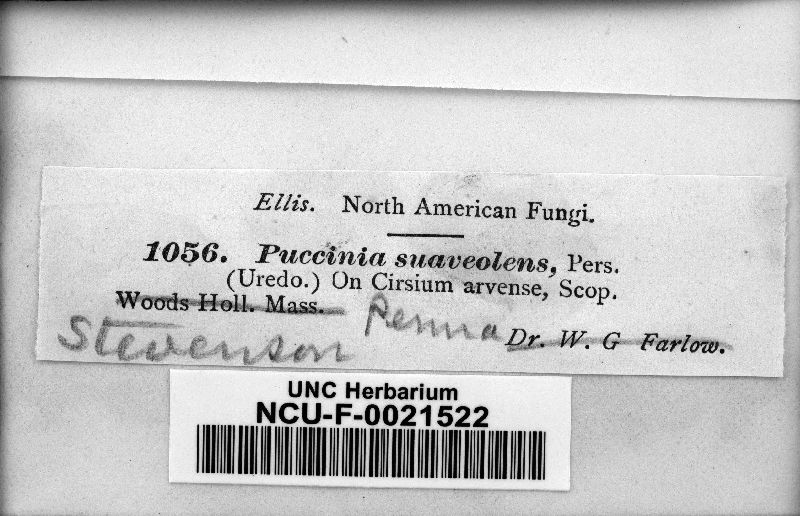 Ellis. North American Fungi.
1056. Puccinia suaveolens, Pers.
(Uredo.) On Cirsium arvense, Scop.
Woods Holl. Mass. Penna
Stevenson Dr. W. G Farlow.
UNC Herbarium
NCU-F-0021522